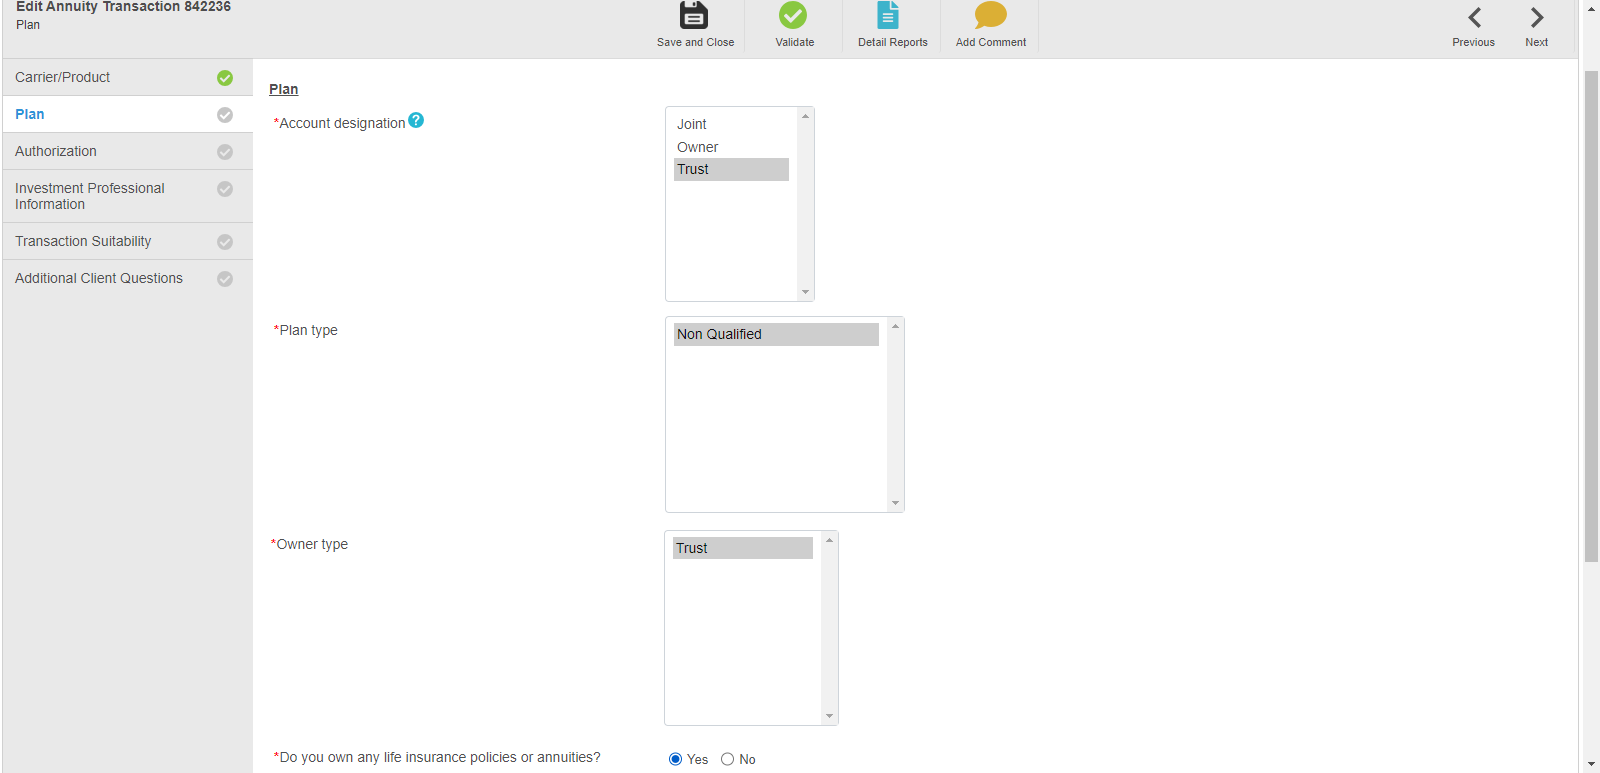 Edit Annuity Transaction 842236
Plan
Save and Close
Validate
Detail Reports
Add Comment
Previous
Next
Carrier/Product
Plan
Authorization
Investment Professional
Information
Transaction Suitability
Additional Client Questions
Plan
*Account designation ?
Joint
Owner
Trust
*Plan type
Non Qualified
*Owner type
Trust
*Do you own any life insurance policies or annuities?
Yes No